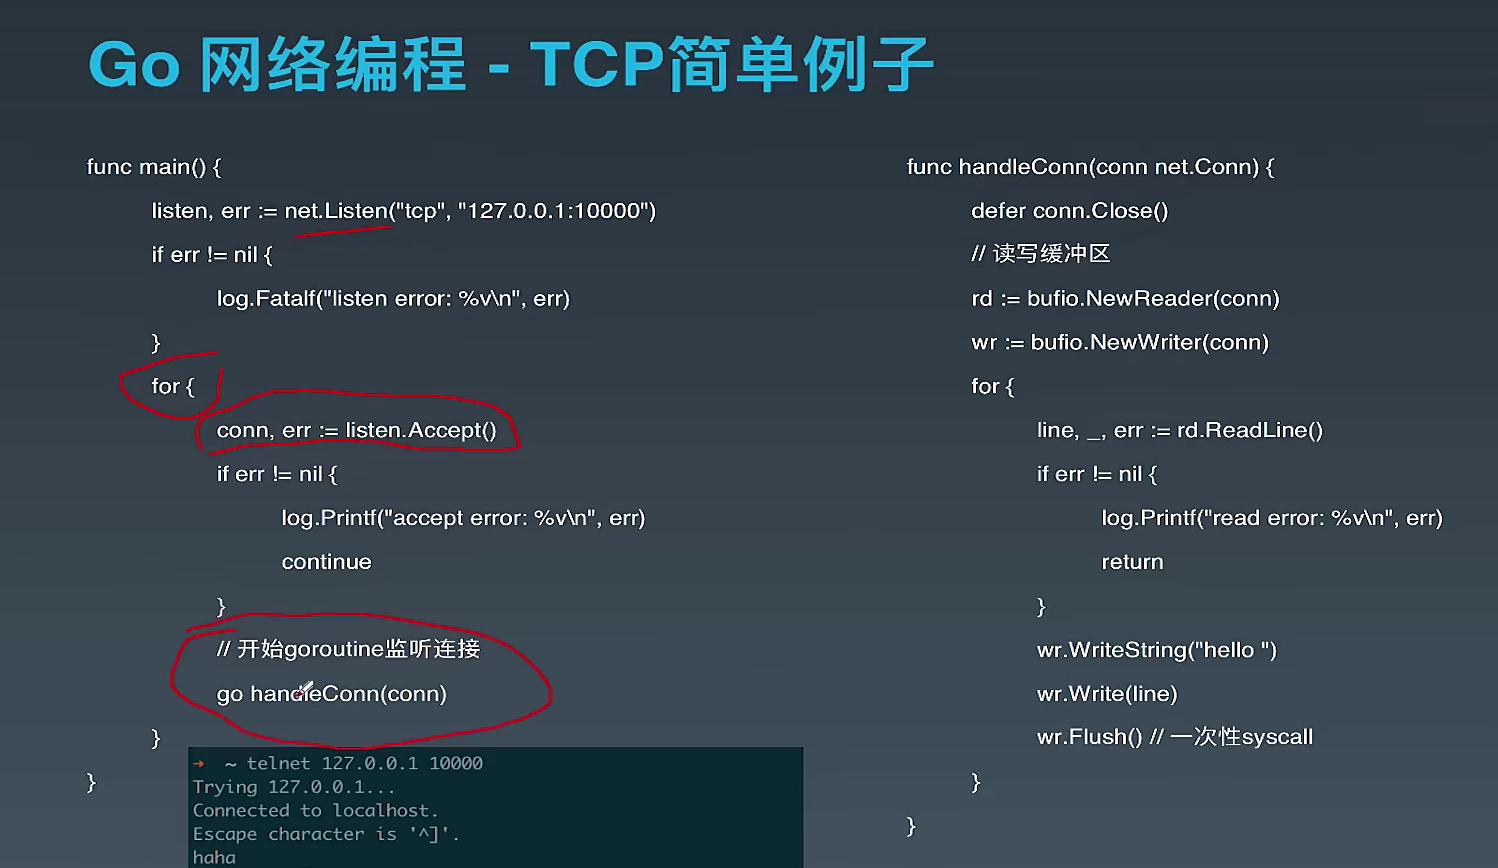 Go 网络编程 - TCP简单例子
func main() {
listen, err := net.Listen("tcp", "127.0.0.1:10000")
if err != nil {
log.Fatalf("listen error: %v\n", err)
}
for {
conn, err := listen.Accept()
if err != nil {
log.Printf("accept error: %v\n", err)
continue
}
// 开始goroutine监听连接
go handleConn(conn)
}
}
func handleConn(conn net.Conn) {
defer conn.Close()
// 读写缓冲区
rd := bufio.NewReader(conn)
wr := bufio.NewWriter(conn)
for {
line, _, err := rd.ReadLine()
if err != nil {
log.Printf("read error: %v\n", err)
return
}
wr.WriteString("hello ")
wr.Write(line)
wr.Flush() // 一次性syscall
}
}
➜ ~ telnet 127.0.0.1 10000
Trying 127.0.0.1...
Connected to localhost.
Escape character is '^]'.
haha